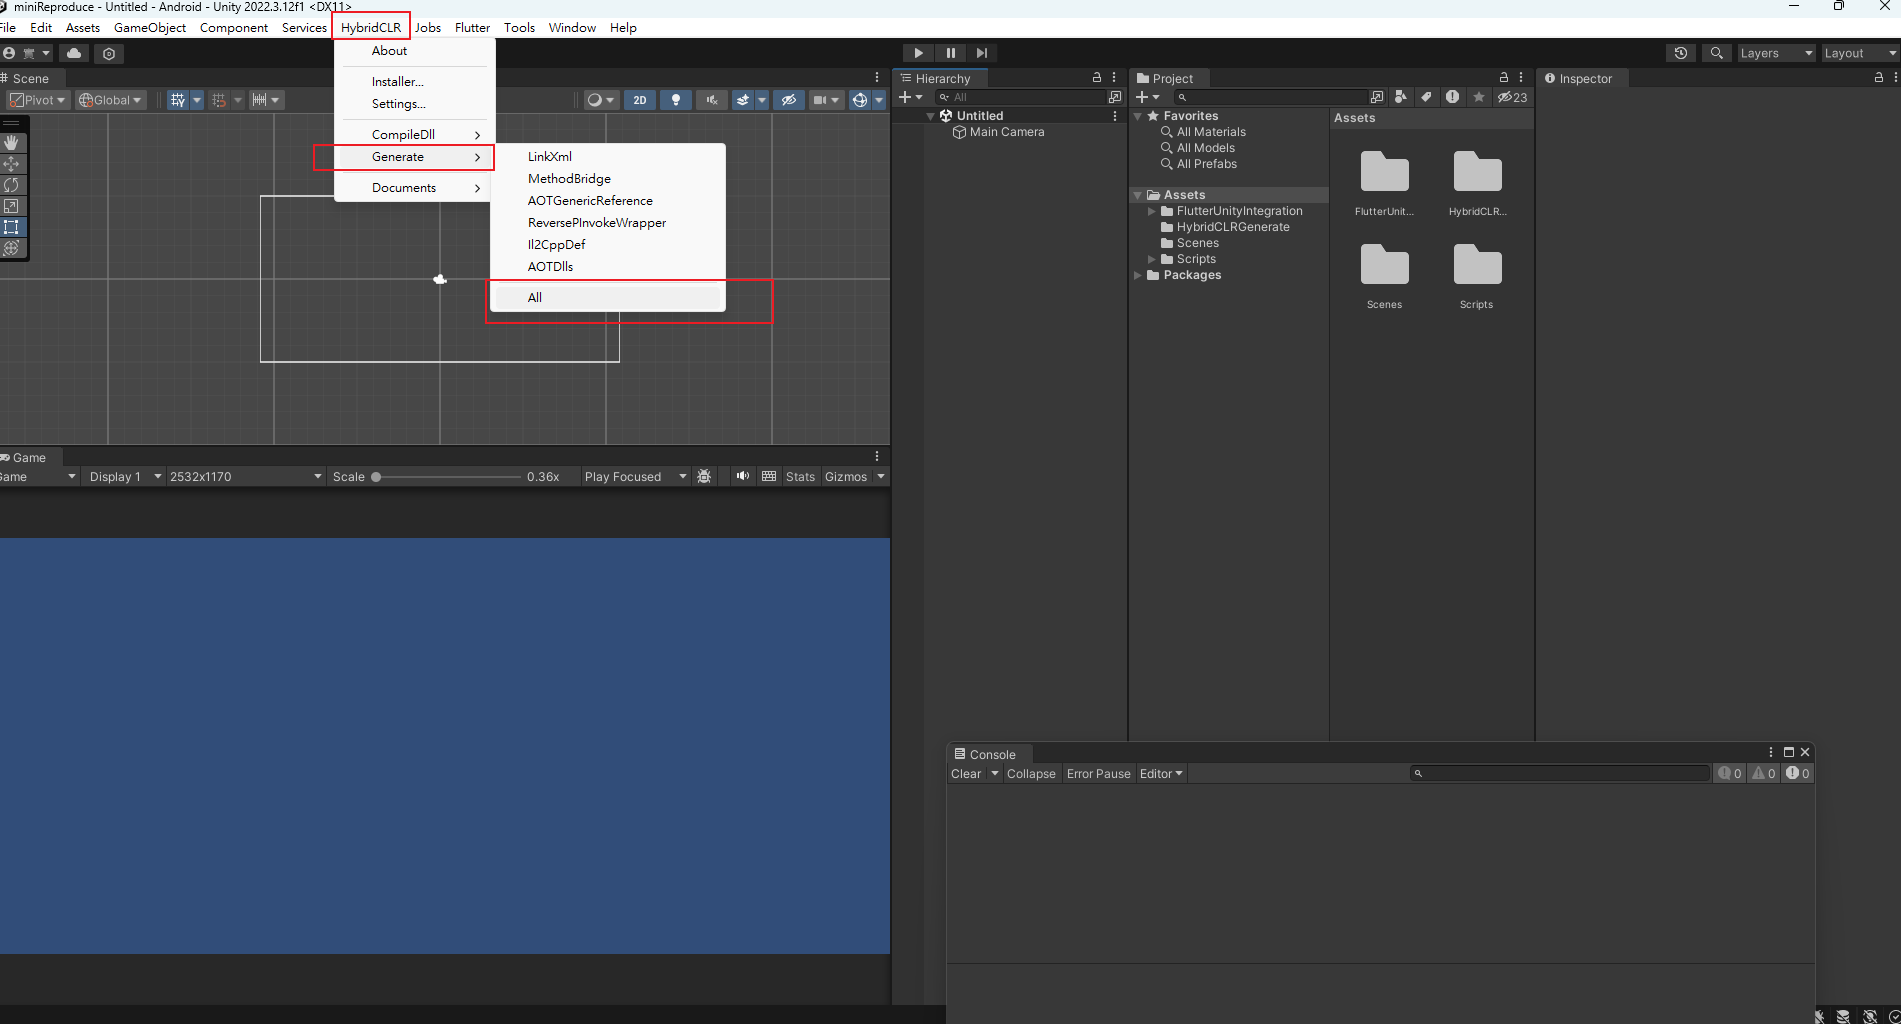 miniReproduce - Untitled - Android - Unity 2022.3.12f1 <DX11>
File Edit Assets GameObject Component Services HybridCLR Jobs Flutter Tools Window Help
Layers Layout
About
Installer...
Settings...
CompileDll
Generate
Documents
LinkXml
MethodBridge
AOTGenericReference
ReversePInvokeWrapper
Il2CppDef
AOTDlls
All
Scene
Pivot Global 2D
Game
Game Display 1 2532x1170 Scale 0.36x Play Focused Stats Gizmos
Hierarchy
All
Untitled
Main Camera
Project
23
Favorites
All Materials
All Models
All Prefabs
Assets
FlutterUnityIntegration
HybridCLRGenerate
Scenes
Scripts
Packages
Assets
FlutterUnit... HybridCLR...
Scenes Scripts
Inspector
Console
Clear Collapse Error Pause Editor 0 0 0